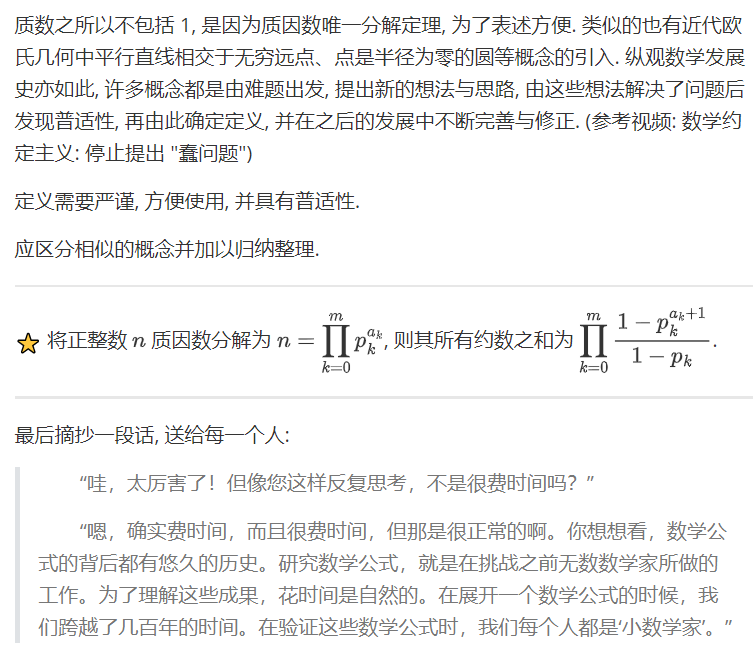 质数之所以不包括 1, 是因为质因数唯一分解定理, 为了表述方便. 类似的也有近代欧
氏几何中平行直线相交于无穷远点、点是半径为零的圆等概念的引入. 纵观数学发展
史亦如此, 许多概念都是由难题出发, 提出新的想法与思路, 由这些想法解决了问题后
发现普适性, 再由此确定定义, 并在之后的发展中不断完善与修正. (参考视频: 数学约
定主义: 停止提出 "蠢问题")
定义需要严谨, 方便使用, 并具有普适性.
应区分相似的概念并加以归纳整理.
⭐ 将正整数 $n$ 质因数分解为 $n = \prod_{k=0}^{m} p_k^{a_k}$, 则其所有约数之和为 $\prod_{k=0}^{m} \frac{1 - p_k^{a_k+1}}{1 - p_k}$.
最后摘抄一段话, 送给每一个人:
“哇，太厉害了！但像您这样反复思考，不是很费时间吗？”
“嗯，确实费时间，而且很费时间，但那是很正常的啊。你想想看，数学公
式的背后都有悠久的历史。研究数学公式，就是在挑战之前无数数学家所做的
工作。为了理解这些成果，花时间是自然的。在展开一个数学公式的时候，我
们跨越了几百年的时间。在验证这些数学公式时，我们每个人都是‘小数学家’。”